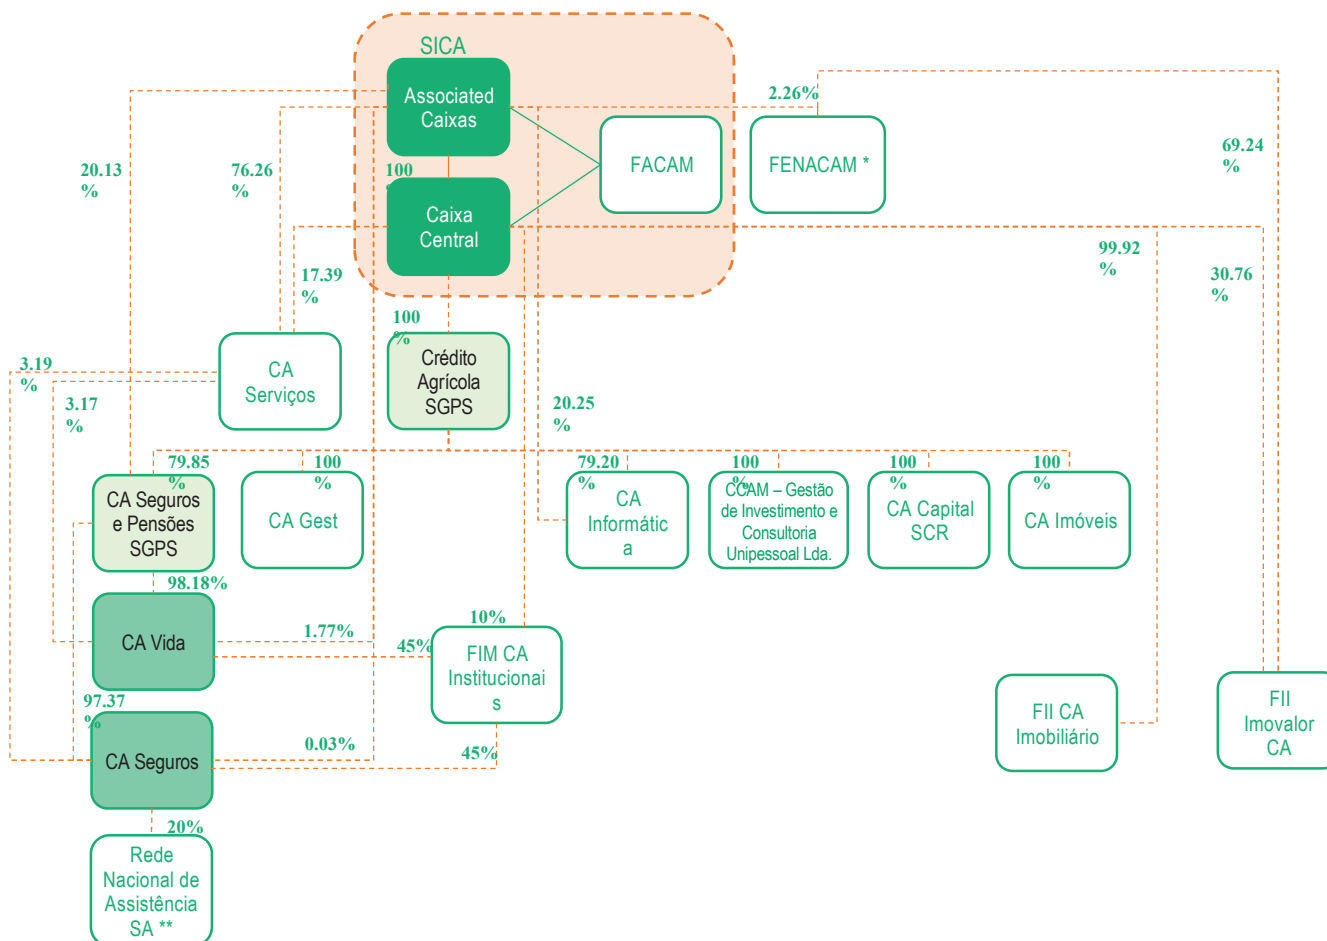 SICA
Associated
Caixas
2.26%
FACAM
FENACAM *
69.24
%
20.13
%
76.26
%
100
%
Caixa
Central
99.92
%
30.76
%
17.39
%
100
%
Crédito
Agrícola
SGPS
CA
Serviços
3.19
%
3.17
%
20.25
%
79.85
%
CA Seguros
e Pensões
SGPS
100
%
CA Gest
79.20
%
CA
Informátic
a
100
%
CCAM – Gestão
de Investimento e
Consultoria
Unipessoal Lda.
100
%
CA Capital
SCR
100
%
CA Imóveis
98.18%
CA Vida
1.77%
45%
10%
FIM CA
Institucionai
s
97.37
%
CA Seguros
0.03%
45%
FII CA
Imobiliário
FII
Imovalor
CA
20%
Rede
Nacional de
Assistência
SA **